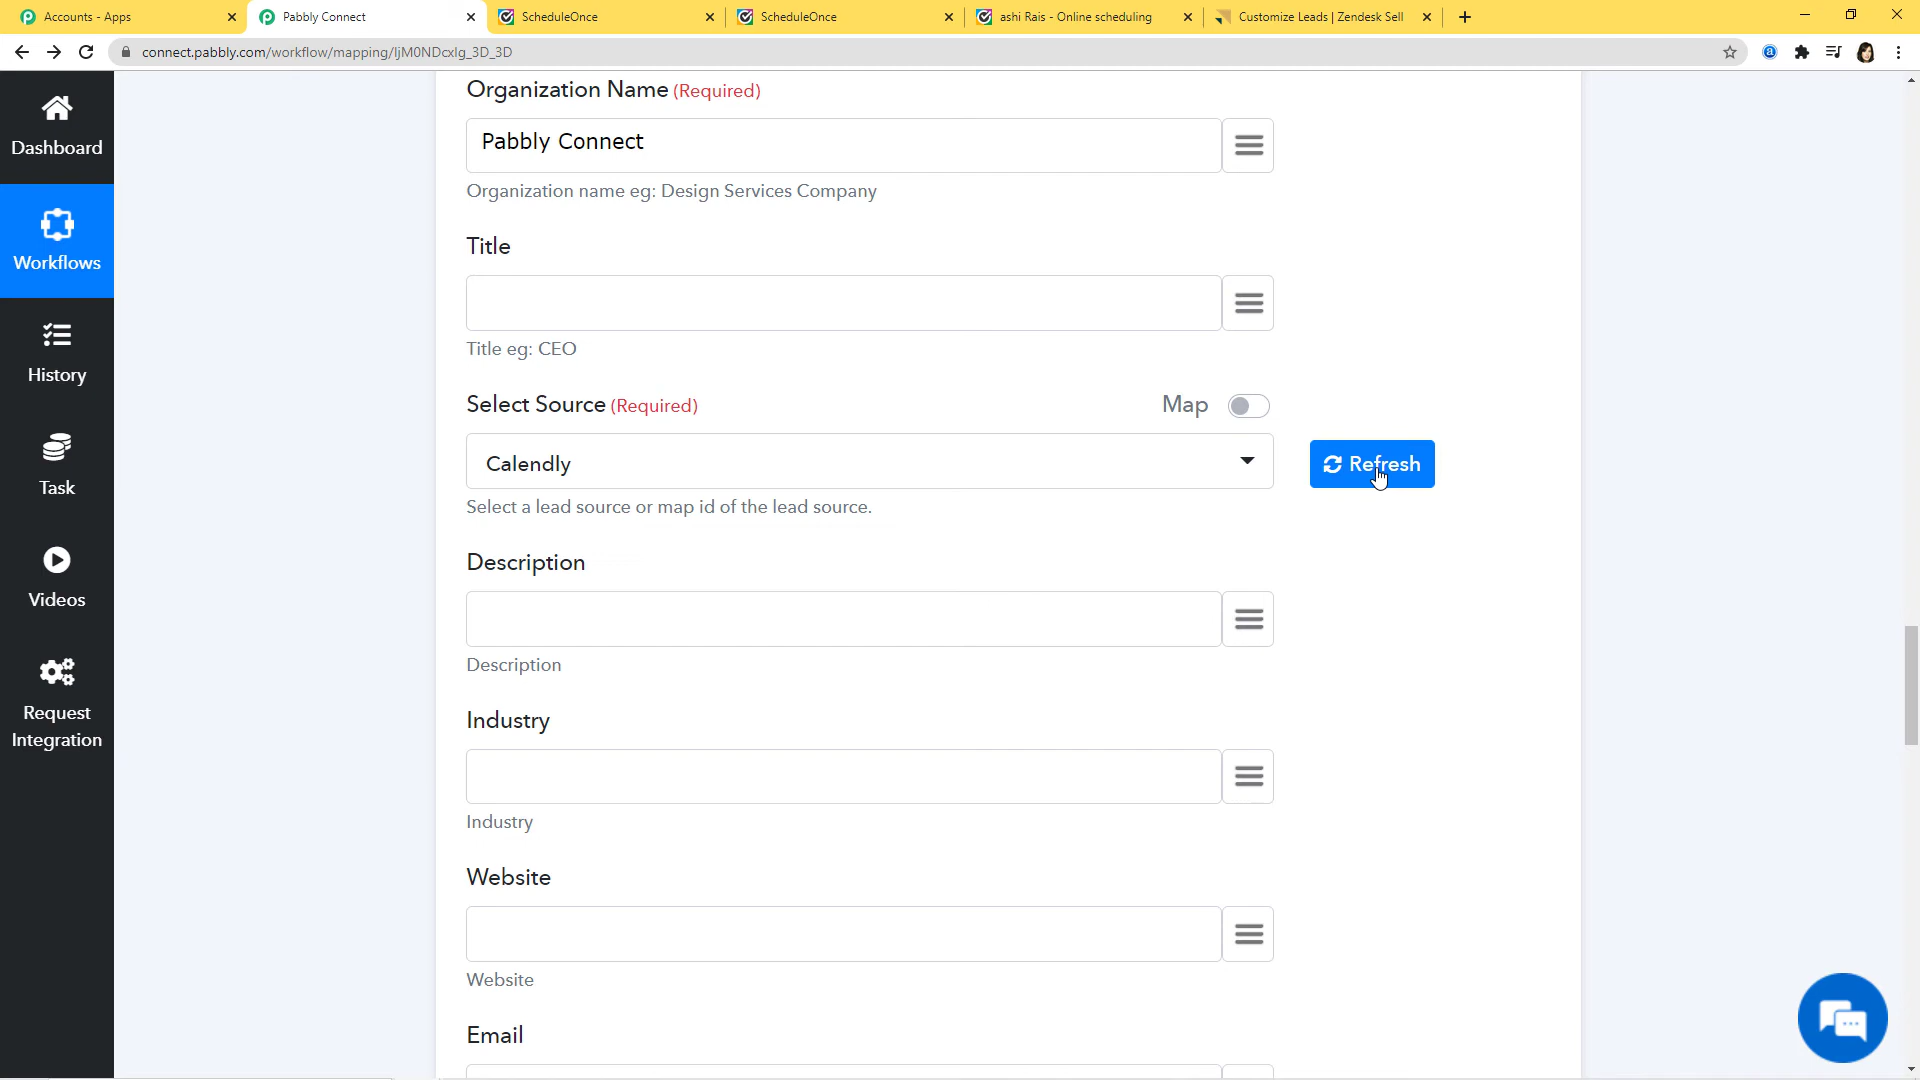 Accounts - Apps
Pabbly Connect
ScheduleOnce
ScheduleOnce
ashi Rais - Online scheduling
Customize Leads | Zendesk Sell
connect.pabbly.com/workflow/mapping/IjM0NDcxIg_3D_3D
Dashboard
Workflows
History
Task
Videos
Request
Integration
Organization Name (Required)
Pabbly Connect
Organization name eg: Design Services Company
Title
Title eg: CEO
Select Source (Required)
Map
Calendly
Refresh
Select a lead source or map id of the lead source.
Description
Description
Industry
Industry
Website
Website
Email